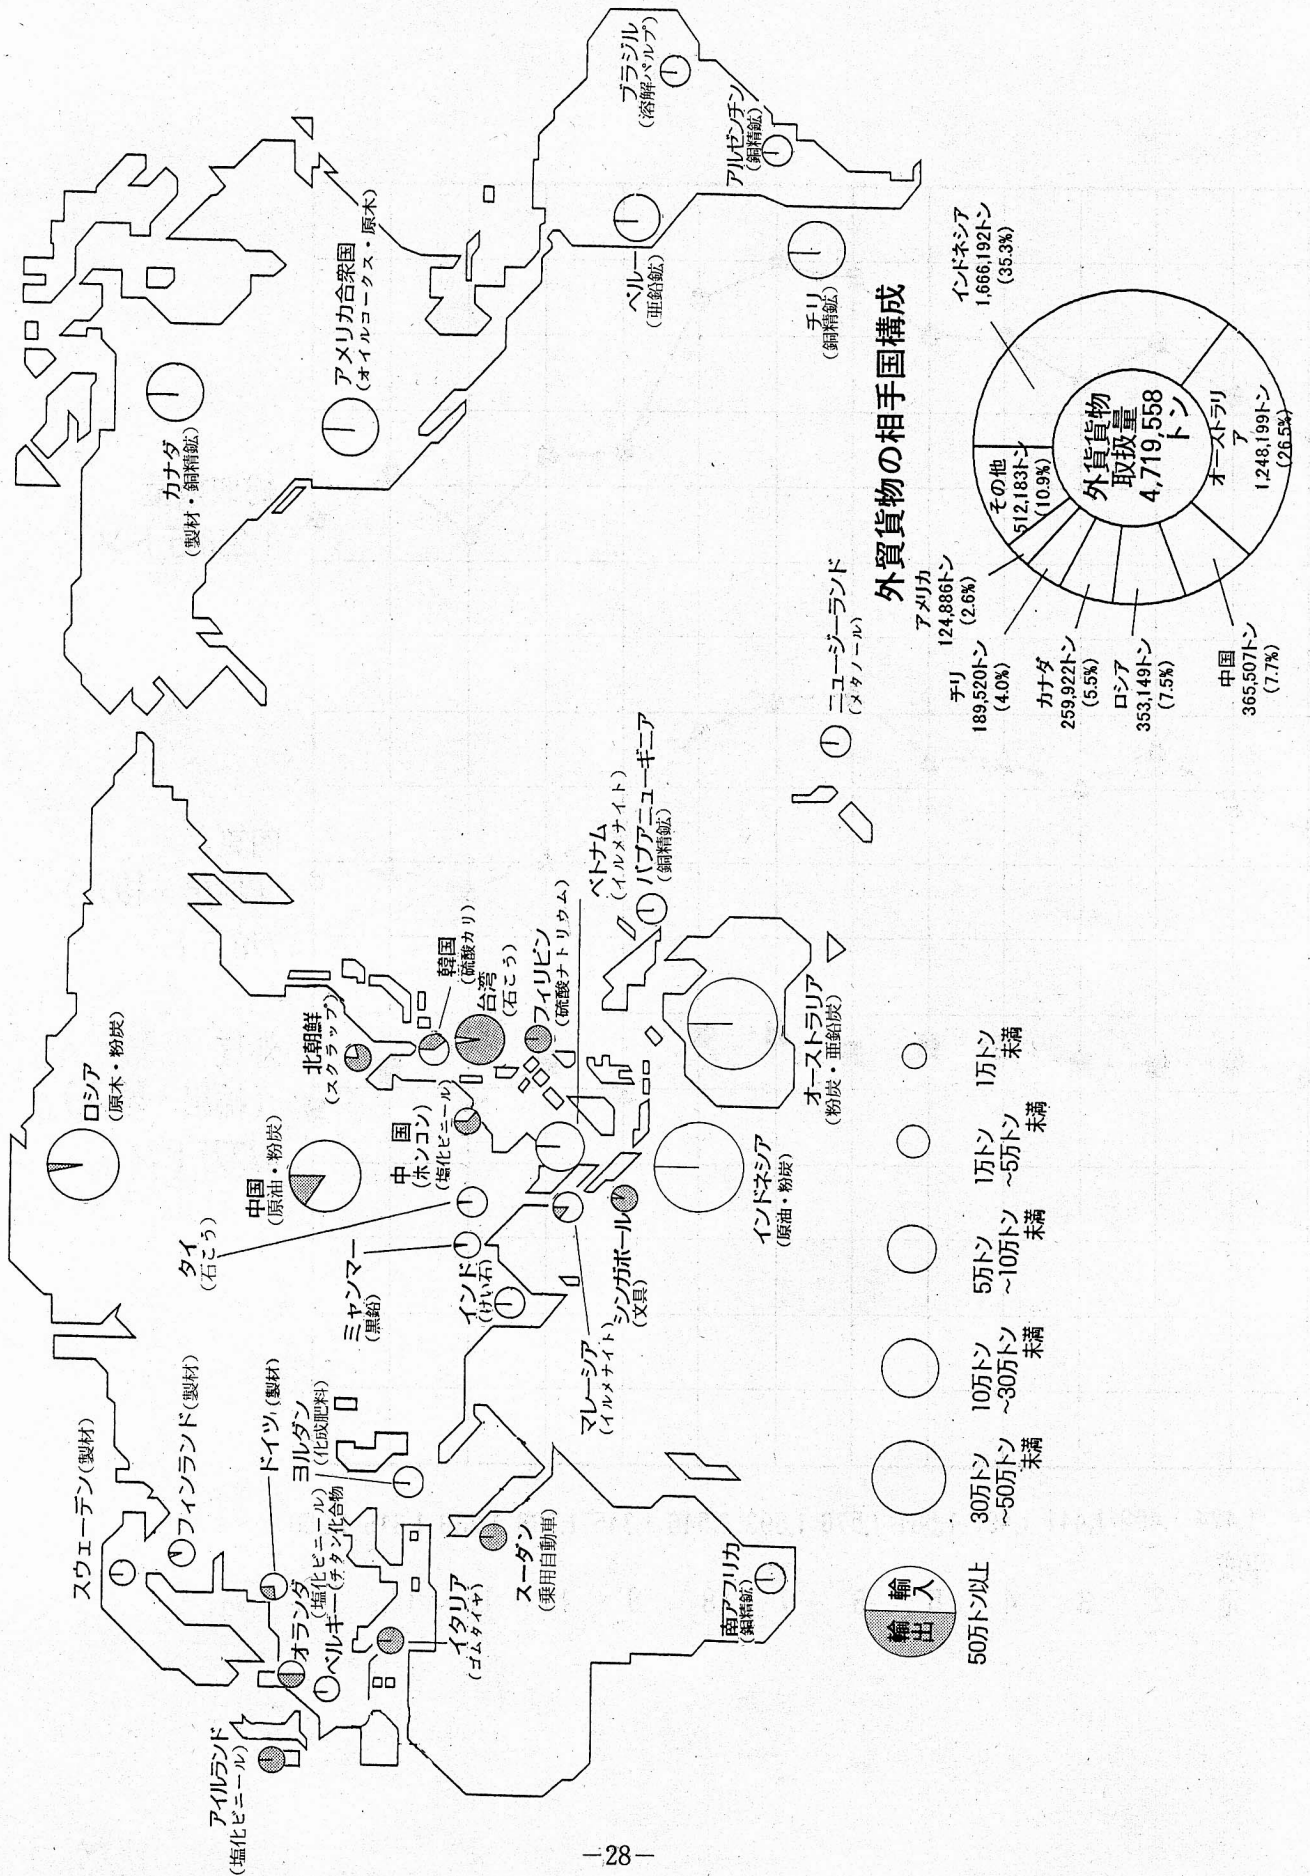 スウェーデン(製材)
フィンランド(製材)
ロシア
(原木・粉炭)
アイルランド
(塩化ビニール)
オランダ
(塩化ビニール)
ベルギー(チタン化合物
ドイツ(製材)
ヨルダン
(化成肥料)
イタリア
(ゴムタイヤ)
スーダン
(乗用自動車)
南アフリカ
(銅精鉱)
タイ
(石こう)
ミャンマー
(黒鉛)
インド
(けい石)
マレーシア
(イルメナイト)
シンガポール
(文具)
中国
(原油・粉炭)
中国
(ホンコン)
(塩化ビニール)
北朝鮮
(スクラップ)
韓国
(硫酸カリ)
台湾
(石こう)
フィリピン
(硫酸ナトリウム)
ベトナム
(イルメナイト)
パプアニューギニア
(銅精鉱)
インドネシア
(原油・粉炭)
オーストラリア
(粉炭・亜鉛炭)
ニュージーランド
(メタノール)
カナダ
(製材・銅精鉱)
アメリカ合衆国
(オイルコークス・原木)
ペルー
(亜鉛鉱)
チリ
(銅精鉱)
アルゼンチン
(銅精鉱)
ブラジル
(溶解パルプ)
輸出
輸入
50万トン以上
30万トン
~50万トン
未満
10万トン
~30万トン
未満
5万トン
~10万トン
未満
1万トン
~5万トン
未満
1万トン
未満
外貿貨物の相手国構成
外貿貨物
取扱量
4,719,558
トン
インドネシア
1,666,192トン
(35.3%)
オーストラリ
ア
1,248,199トン
(26.5%)
中国
365,507トン
(7.7%)
ロシア
353,149トン
(7.5%)
カナダ
259,922トン
(5.5%)
チリ
189,520トン
(4.0%)
アメリカ
124,886トン
(2.6%)
その他
512,183トン
(10.9%)
-28-